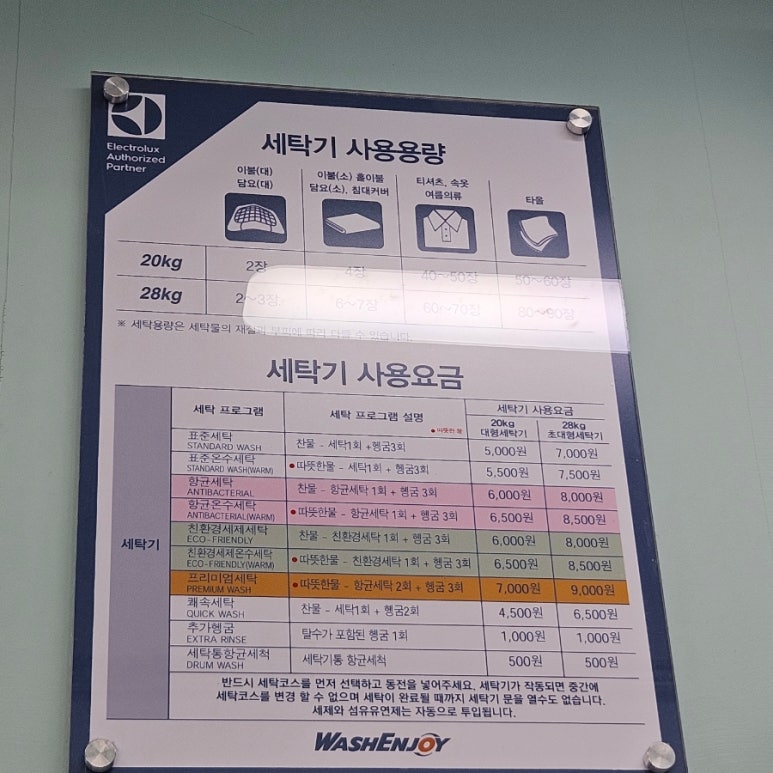 Electrolux
Authorized
Partner
세탁기 사용용량
이불(대)
담요(대)
이불(소) 홑이불
담요(소), 침대커버
티셔츠, 속옷
여름의류
타올
20kg 2장 4장 40~50장 50~60장
28kg 2~3장 6~7장 60~70장 80~90장
※ 세탁용량은 세탁물의 재질과 부피에 따라 다를 수 있습니다.
세탁기 사용요금
세탁기
세탁 프로그램 세탁 프로그램 설명 ● 따뜻한 물 세탁기 사용요금
20kg 대형세탁기 28kg 초대형세탁기
표준세탁 STANDARD WASH 찬물 - 세탁1회 +헹굼3회 5,000원 7,000원
표준온수세탁 STANDARD WASH(WARM) ●따뜻한물 - 세탁1회 +헹굼3회 5,500원 7,500원
항균세탁 ANTIBACTERIAL 찬물 - 항균세탁 1회 + 헹굼 3회 6,000원 8,000원
항균온수세탁 ANTIBACTERIAL(WARM) ●따뜻한물 - 항균세탁 1회 + 헹굼 3회 6,500원 8,500원
친환경세제세탁 ECO-FRIENDLY 찬물 - 친환경세탁 1회 + 헹굼 3회 6,000원 8,000원
친환경세제온수세탁 ECO-FRIENDLY(WARM) ●따뜻한물 - 친환경세탁 1회 + 헹굼 3회 6,500원 8,500원
프리미엄세탁 PREMIUM WASH ●따뜻한물 - 항균세탁 2회 + 헹굼 3회 7,000원 9,000원
쾌속세탁 QUICK WASH 찬물 - 세탁1회 + 헹굼2회 4,500원 6,500원
추가헹굼 EXTRA RINSE 탈수가 포함된 헹굼 1회 1,000원 1,000원
세탁통항균세척 DRUM WASH 세탁기통 항균세척 500원 500원
반드시 세탁코스를 먼저 선택하고 동전을 넣어주세요. 세탁기가 작동되면 중간에
세탁코스를 변경 할 수 없으며 세탁이 완료될 때까지 세탁기 문을 열수도 없습니다.
세제와 섬유유연제는 자동으로 투입됩니다.
WASHENJOY